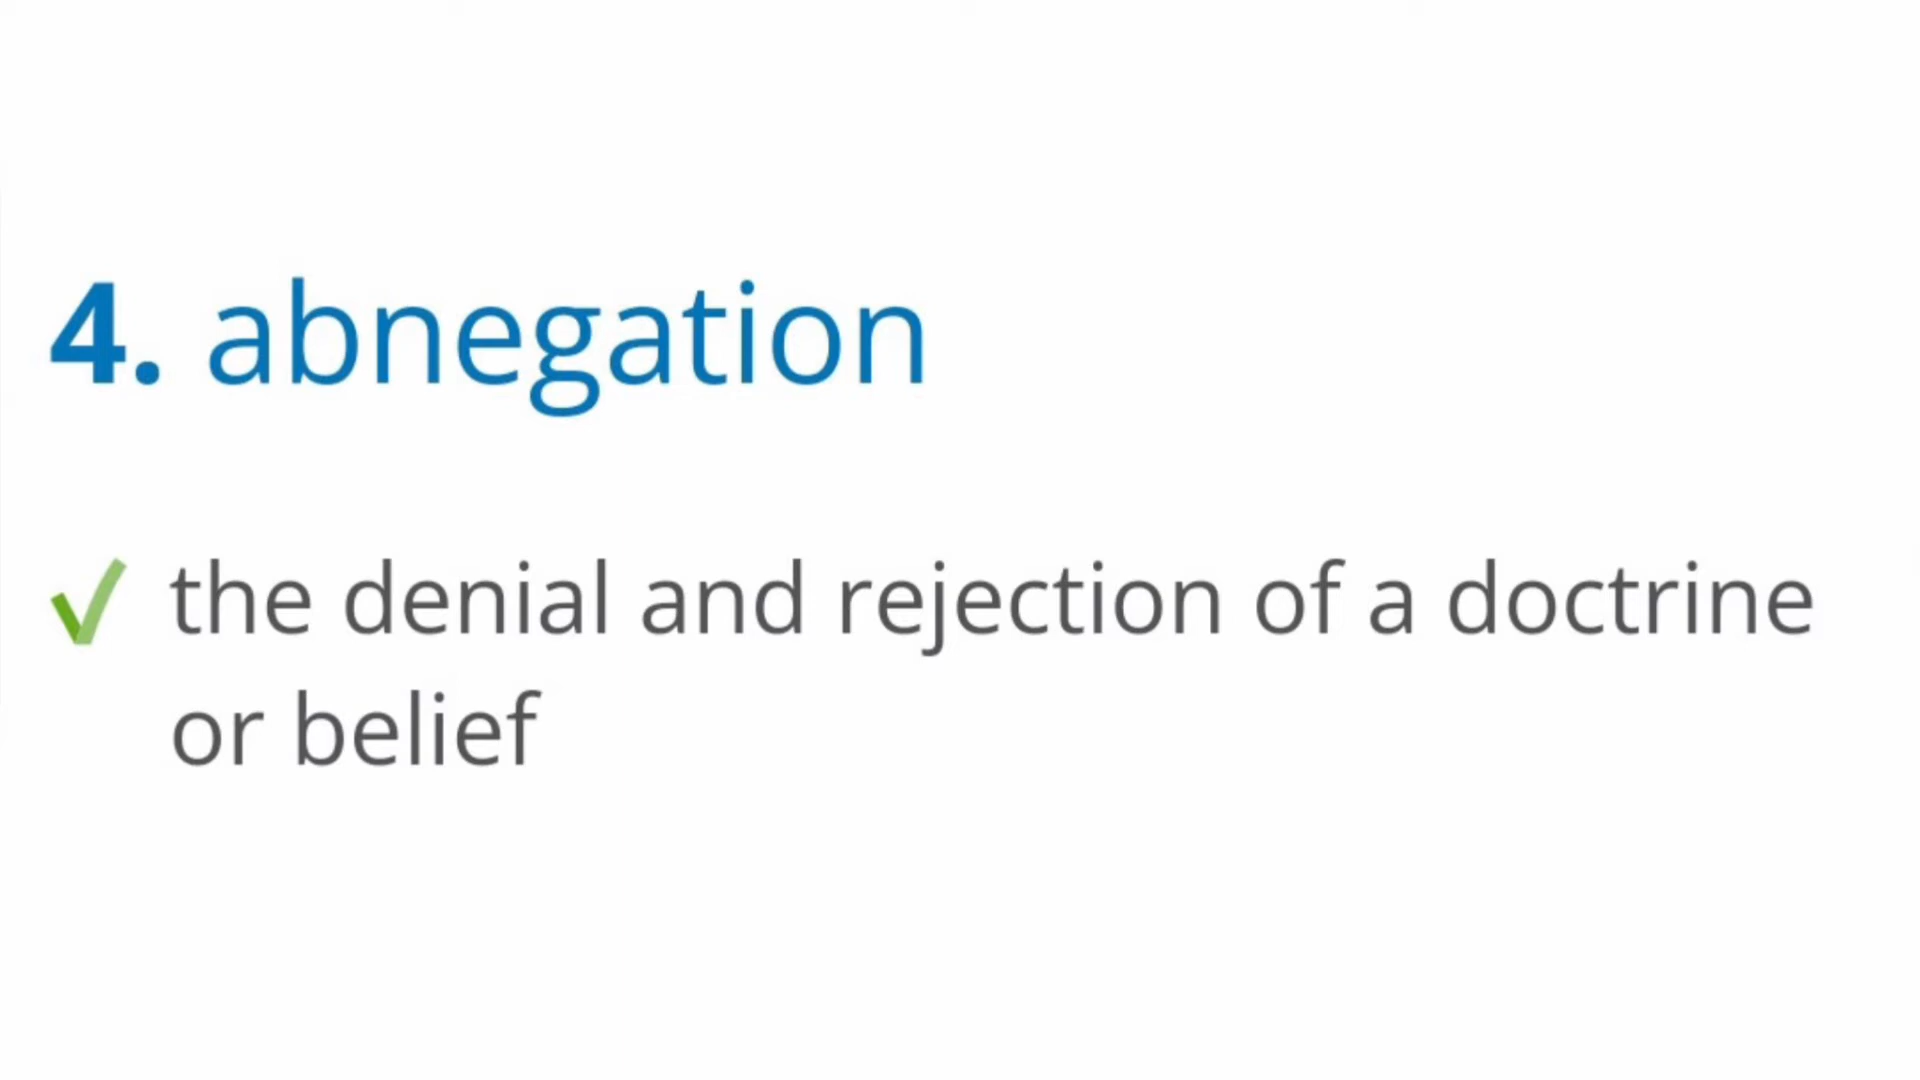 4. abnegation
the denial and rejection of a doctrine
or belief